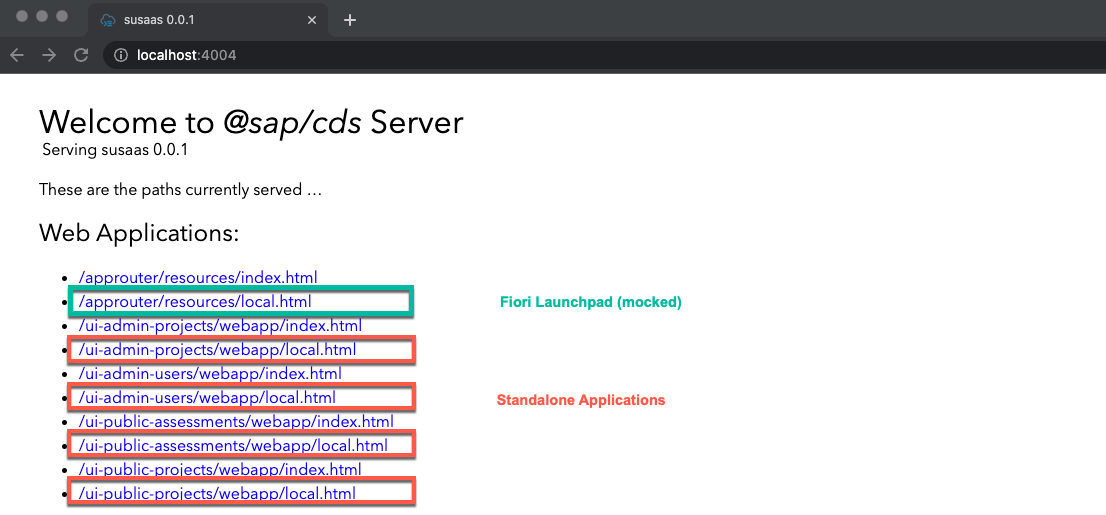 susaas 0.0.1
localhost:4004
Welcome to @sap/cds Server
Serving susaas 0.0.1
These are the paths currently served …
Web Applications:
/approuter/resources/index.html
/approuter/resources/local.html
Fiori Launchpad (mocked)
/ui-admin-projects/webapp/index.html
/ui-admin-projects/webapp/local.html
/ui-admin-users/webapp/index.html
/ui-admin-users/webapp/local.html
Standalone Applications
/ui-public-assessments/webapp/index.html
/ui-public-assessments/webapp/local.html
/ui-public-projects/webapp/index.html
/ui-public-projects/webapp/local.html